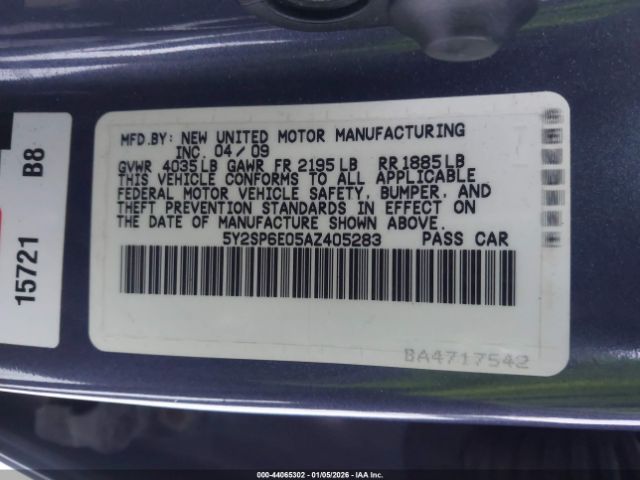 MFD.BY: NEW UNITED MOTOR MANUFACTURING
INC. 04/09
GVWR 4035LB GAWR FR 2195LB RR1885LB
THIS VEHICLE CONFORMS TO ALL APPLICABLE
FEDERAL MOTOR VEHICLE SAFETY, BUMPER, AND
THEFT PREVENTION STANDARDS IN EFFECT ON
THE DATE OF MANUFACTURE SHOWN ABOVE.
5Y2SP6E05AZ405283 PASS CAR
BA4717542
15721 B8
000-44065302 - 01/05/2026 - IAA Inc.